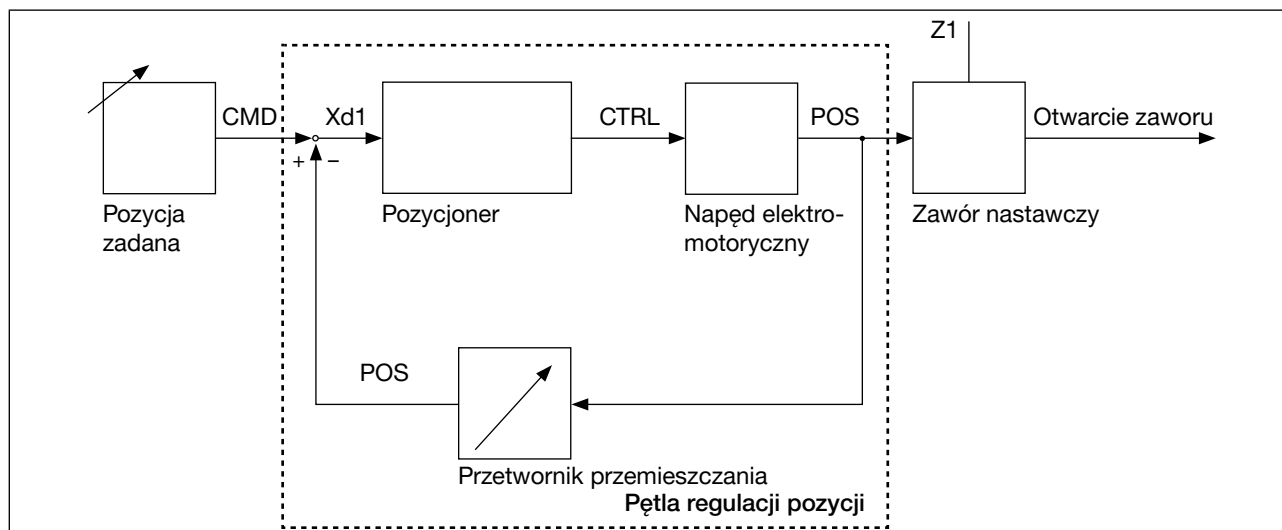 Z1
CMD
Xd1
CTRL
POS
Otwarcie zaworu
+ −
Pozycja
zadana
Pozycjoner
Napęd elektro-
motoryczny
Zawór nastawczy
POS
Przetwornik przemieszczania
Pętla regulacji pozycji